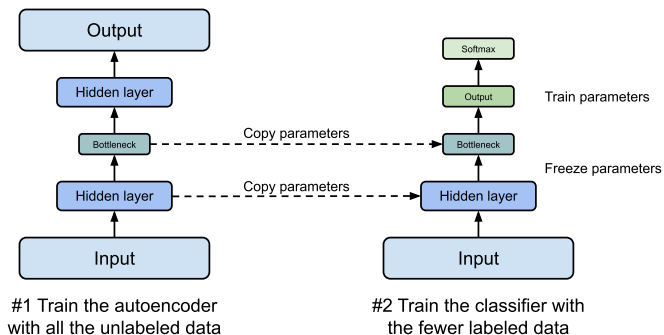 Output
Hidden layer
Bottleneck
Hidden layer
Input
#1 Train the autoencoder
with all the unlabeled data
Copy parameters
Copy parameters
Softmax
Output
Bottleneck
Hidden layer
Input
Train parameters
Freeze parameters
#2 Train the classifier with
the fewer labeled data